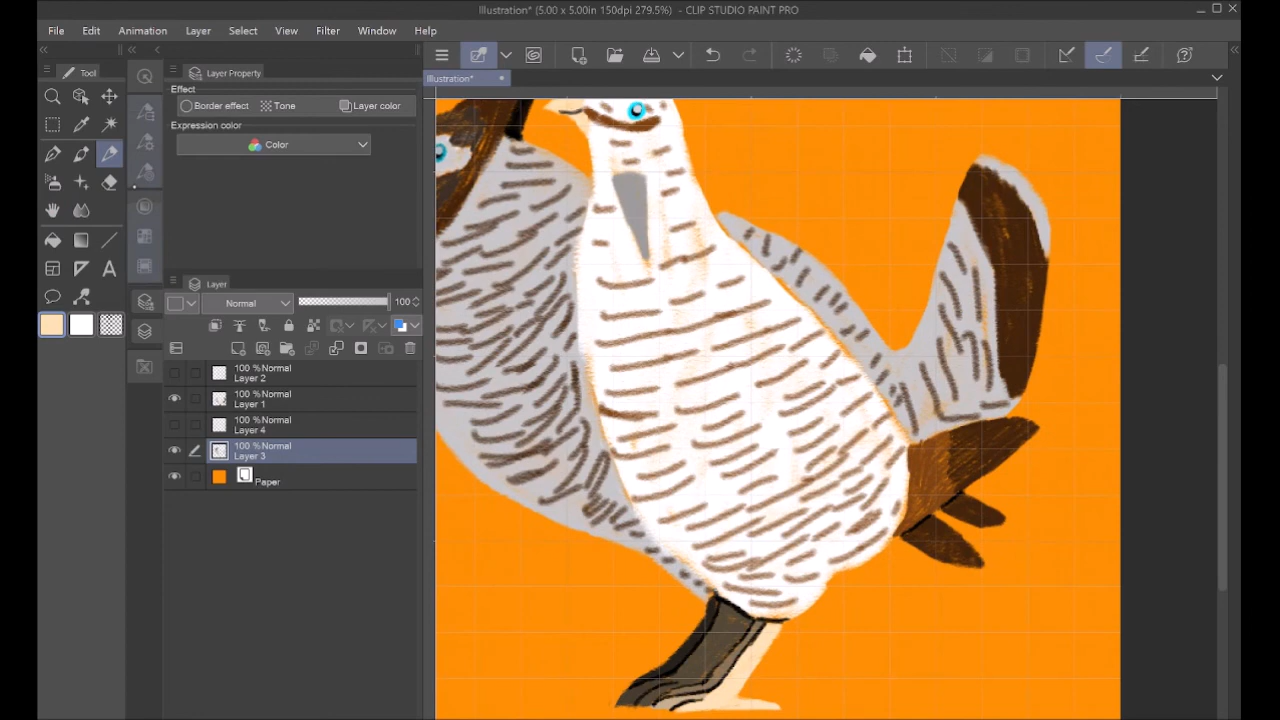 Illustration* (5.00 x 5.00in 150dpi 279.5%) - CLIP STUDIO PAINT PRO
File Edit Animation Layer Select View Filter Window Help
Tool
Layer Property
Illustration*
Effect
Border effect Tone Layer color
Expression color
Color
Layer
Normal 100
100 %Normal
Layer 2
100 %Normal
Layer 1
100 %Normal
Layer 4
100 %Normal
Layer 3
Paper